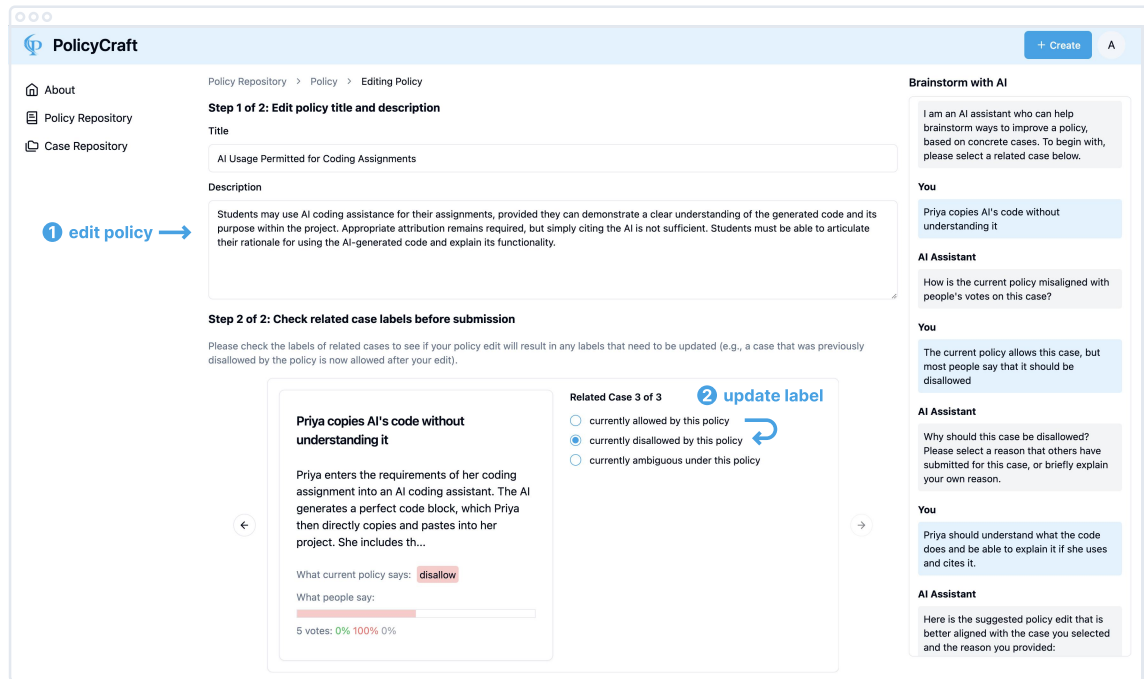 PolicyCraft
+ Create
A
About
Policy Repository
Case Repository
Policy Repository > Policy > Editing Policy
Step 1 of 2: Edit policy title and description
Title
AI Usage Permitted for Coding Assignments
Description
1 edit policy
Students may use AI coding assistance for their assignments, provided they can demonstrate a clear understanding of the generated code and its
purpose within the project. Appropriate attribution remains required, but simply citing the AI is not sufficient. Students must be able to articulate
their rationale for using the AI-generated code and explain its functionality.
Step 2 of 2: Check related case labels before submission
Please check the labels of related cases to see if your policy edit will result in any labels that need to be updated (e.g., a case that was previously
disallowed by the policy is now allowed after your edit).
Priya copies AI's code without
understanding it
Priya enters the requirements of her coding
assignment into an AI coding assistant. The AI
generates a perfect code block, which Priya
then directly copies and pastes into her
project. She includes th...
What current policy says: disallow
What people say:
5 votes: 0% 100% 0%
Related Case 3 of 3
2 update label
currently allowed by this policy
currently disallowed by this policy
currently ambiguous under this policy
Brainstorm with AI
I am an AI assistant who can help
brainstorm ways to improve a policy,
based on concrete cases. To begin with,
please select a related case below.
You
Priya copies AI's code without
understanding it
AI Assistant
How is the current policy misaligned with
people's votes on this case?
You
The current policy allows this case, but
most people say that it should be
disallowed
AI Assistant
Why should this case be disallowed?
Please select a reason that others have
submitted for this case, or briefly explain
your own reason.
You
Priya should understand what the code
does and be able to explain it if she uses
and cites it.
AI Assistant
Here is the suggested policy edit that is
better aligned with the case you selected
and the reason you provided: